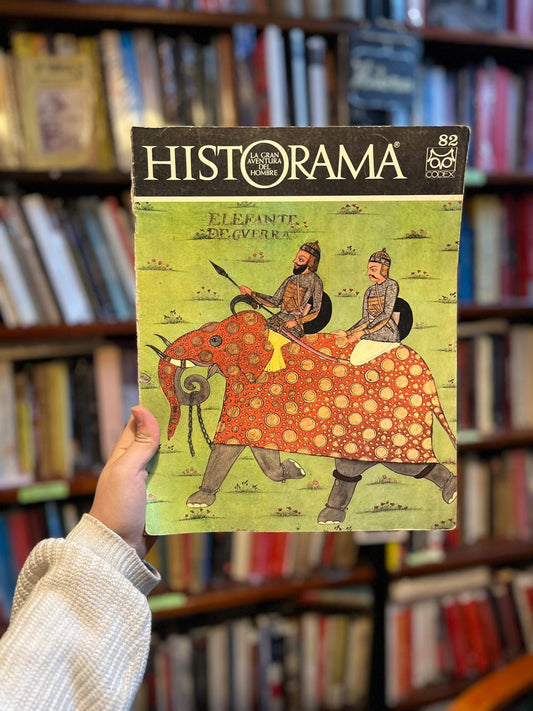 HISTORAMA®
LA GRAN
AVENTURA
DEL
HOMBRE
82
CODEX
ELEFANTE
DE GVERRA